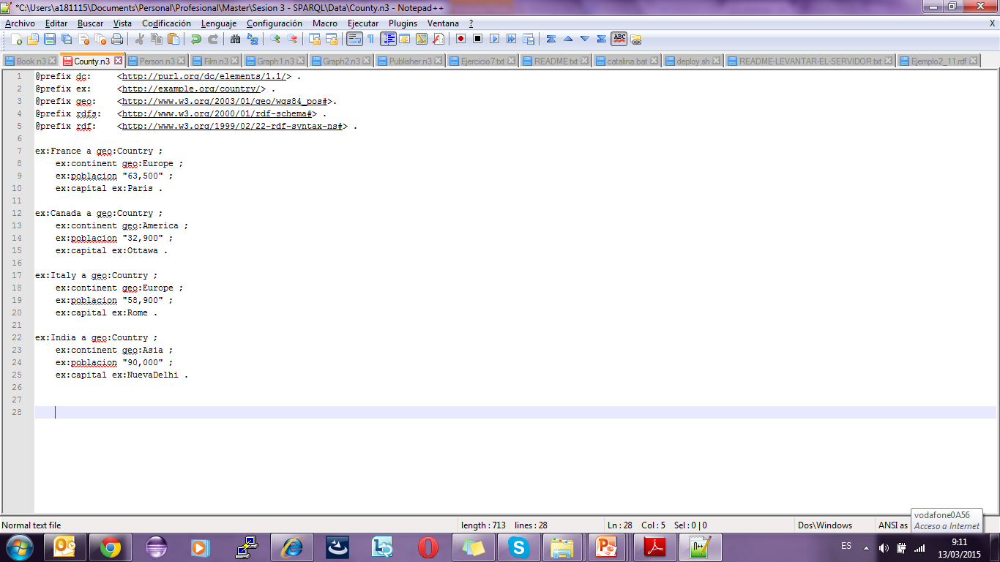 *C:\Users\a181115\Documents\Personal\Profesional\Master\Sesion 3 - SPARQL\Data\County.n3 - Notepad++
Archivo Editar Buscar Vista Codificación Lenguaje Configuración Macro Ejecutar Plugins Ventana ? X
Book.n3 County.n3 Person.n3 Film.n3 Graph1.n3 Graph2.n3 Publisher.n3 Ejercicio7.txt README.txt catalina.bat deploy.sh README-LEVANTAR-EL-SERVIDOR.txt Ejemplo2_11.rdf
1 @prefix dc: <http://purl.org/dc/elements/1.1/> .
2 @prefix ex: <http://example.org/country/> .
3 @prefix geo: <http://www.w3.org/2003/01/geo/wgs84_pos#>.
4 @prefix rdfs: <http://www.w3.org/2000/01/rdf-schema#> .
5 @prefix rdf: <http://www.w3.org/1999/02/22-rdf-syntax-ns#> .
6
7 ex:France a geo:Country ;
8 ex:continent geo:Europe ;
9 ex:poblacion "63,500" ;
10 ex:capital ex:Paris .
11
12 ex:Canada a geo:Country ;
13 ex:continent geo:America ;
14 ex:poblacion "32,900" ;
15 ex:capital ex:Ottawa .
16
17 ex:Italy a geo:Country ;
18 ex:continent geo:Europe ;
19 ex:poblacion "58,900" ;
20 ex:capital ex:Rome .
21
22 ex:India a geo:Country ;
23 ex:continent geo:Asia ;
24 ex:poblacion "90,000" ;
25 ex:capital ex:NuevaDelhi .
26
27
28
vodafone0A56
Acceso a Internet
Normal text file length : 713 lines : 28 Ln : 28 Col : 5 Sel : 0 | 0 Dos\Windows ANSI as
ES 9:11
13/03/2015